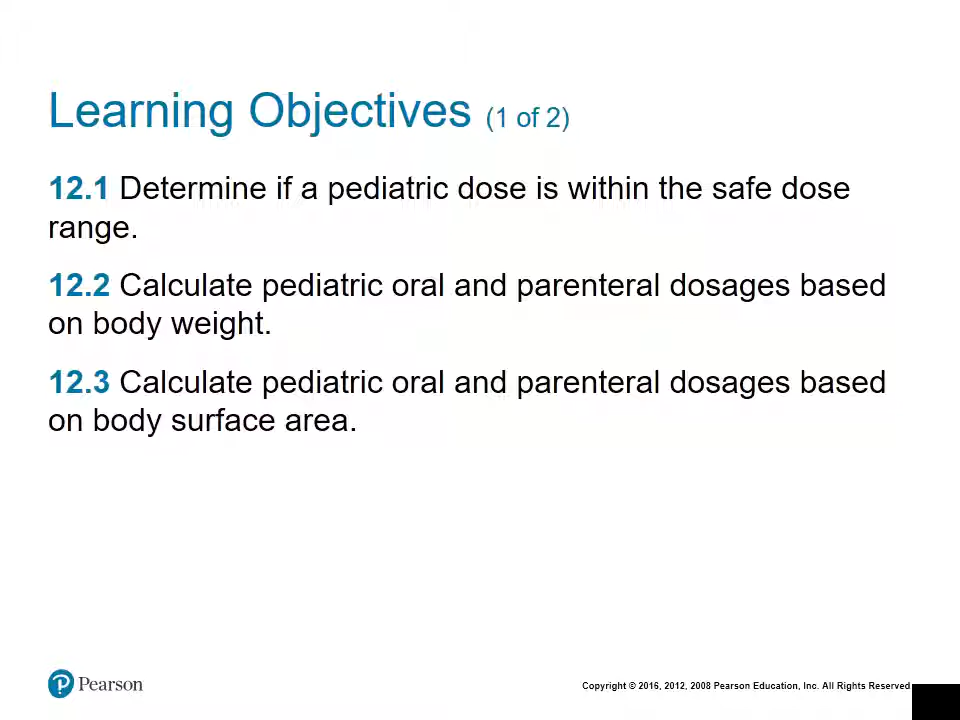 Learning Objectives (1 of 2)
12.1 Determine if a pediatric dose is within the safe dose
range.
12.2 Calculate pediatric oral and parenteral dosages based
on body weight.
12.3 Calculate pediatric oral and parenteral dosages based
on body surface area.
Pearson
Copyright © 2016, 2012, 2008 Pearson Education, Inc. All Rights Reserved